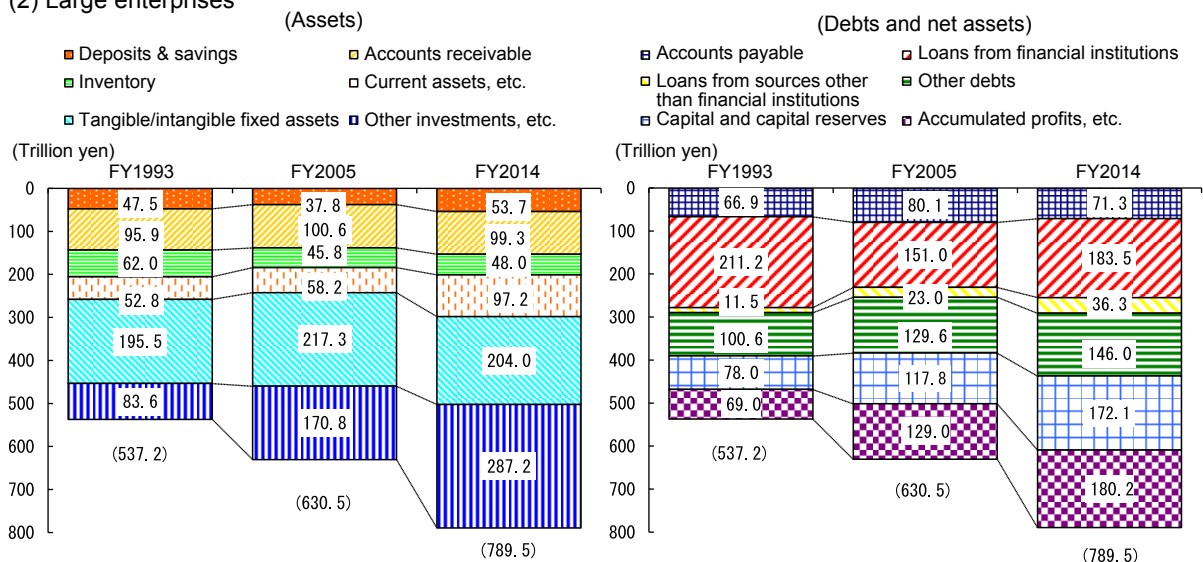 (2) Large enterprises
(Assets)
Deposits & savings
Accounts receivable
Inventory
Current assets, etc.
Tangible/intangible fixed assets
Other investments, etc.
(Trillion yen)
FY1993
FY2005
FY2014
0
100
200
300
400
500
600
700
800
47.5
95.9
62.0
52.8
195.5
83.6
(537.2)
37.8
100.6
45.8
58.2
217.3
170.8
(630.5)
53.7
99.3
48.0
97.2
204.0
287.2
(789.5)
(Debts and net assets)
Accounts payable
Loans from financial institutions
Loans from sources other
than financial institutions
Other debts
Capital and capital reserves
Accumulated profits, etc.
(Trillion yen)
FY1993
FY2005
FY2014
0
100
200
300
400
500
600
700
800
66.9
211.2
11.5
100.6
78.0
69.0
(537.2)
80.1
151.0
23.0
129.6
117.8
129.0
(630.5)
71.3
183.5
36.3
146.0
172.1
180.2
(789.5)